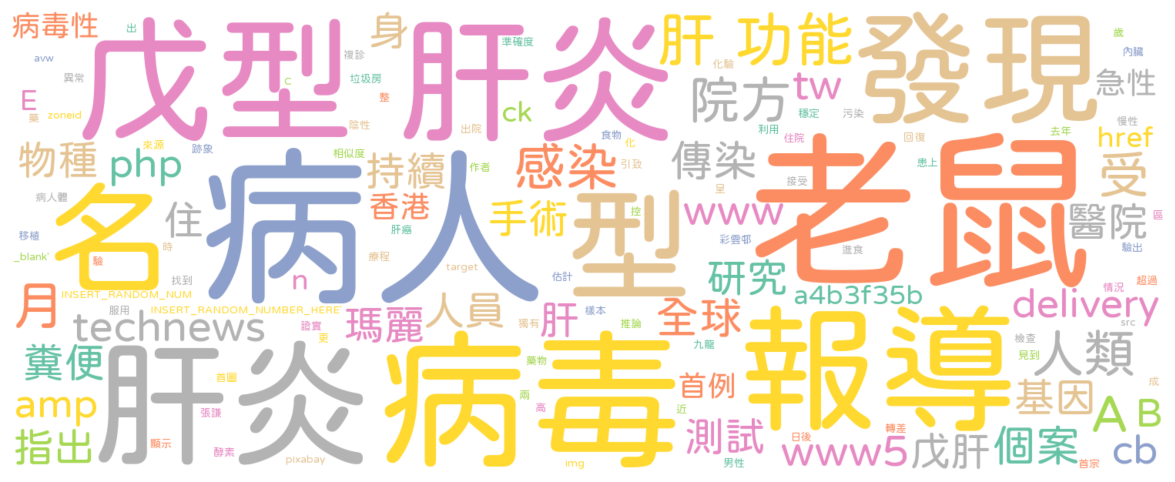 病毒性
出
avw
異常
E
藥
zoneid
戊型肝炎
c
身
複診
垃圾房
整
陰性
準確度
ck
出院
肝功能
化驗
院方
tw
穩定
污染
利用
住院
發現
歲
內臟
急性
慢性
href
去年
回復
患上
物種
php
來源
跡象
相似度
持續
作者
感染
食物
化
引致
傳染
接受
老鼠
受
病人體
名
住
病人
香港
肝癌
呈
手術
型
控
www
彩雲邨
進食
醫院
區
驗出
移植
_blank'
驗
時
找到
療程
target
n
估計
研究
a4b3f35b
超過
情況
delivery
src
月
INSERT_RANDOM_NUM
服用
INSERT_RANDOM_NUMBER_HERE
technews
證實
更
瑪麗
人員
獨有
肝
樣本
推論
全球
九龍
報導
檢查
見到
人類
糞便
肝炎
首圖
張謙
病毒
藥物
兩
高
近
首例
基因
成
amp
指出
顯示
酵素
pixabay
img
測試
男性
日後
www5
轉差
戊肝
個案
首宗
A
B
cb